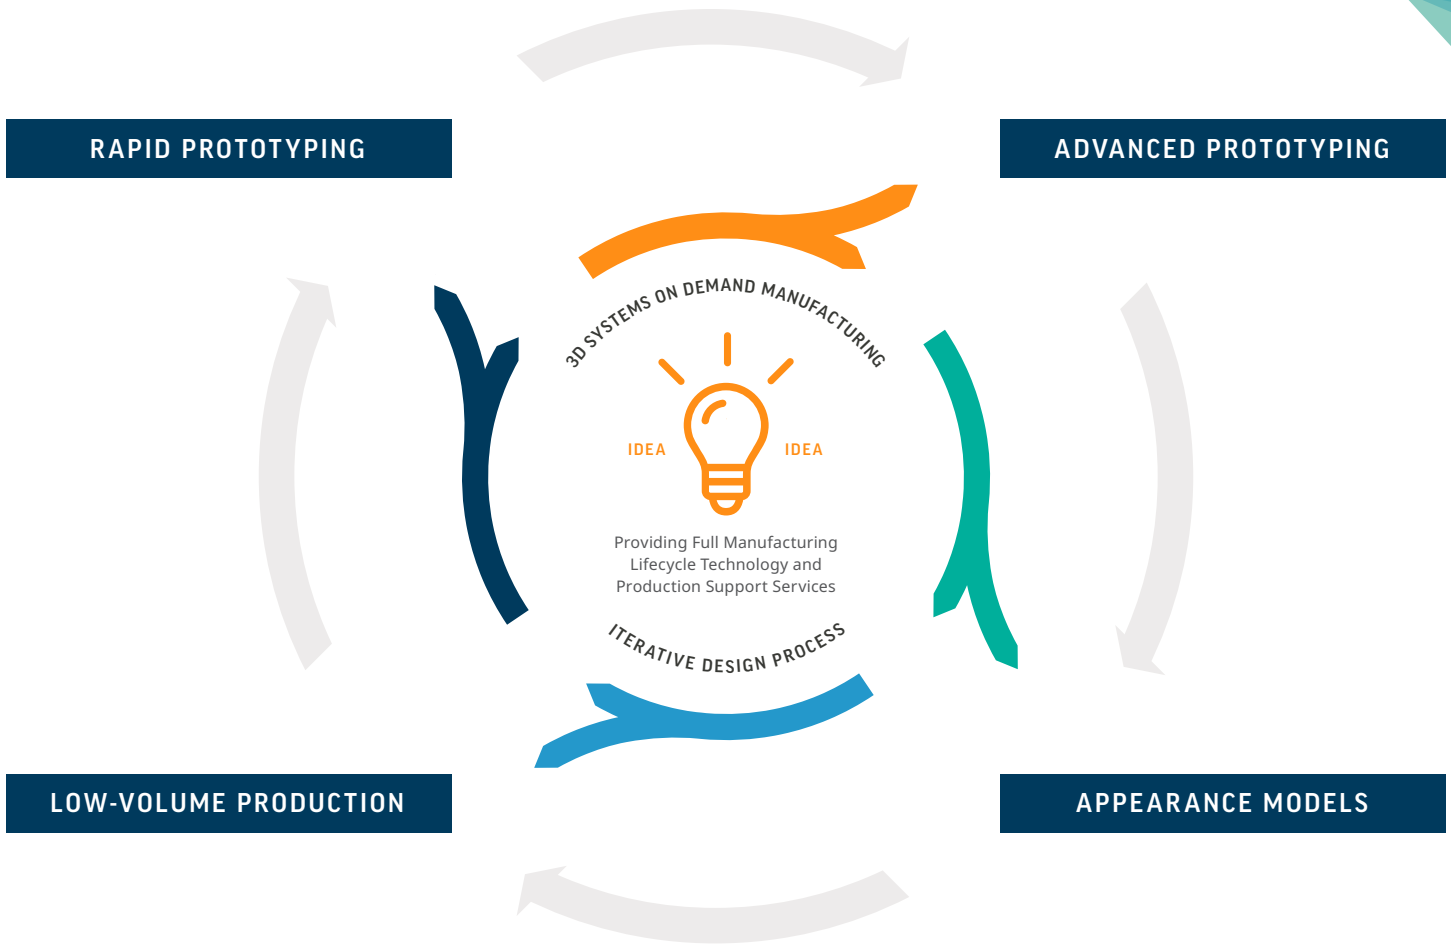 RAPID PROTOTYPING
ADVANCED PROTOTYPING
3D SYSTEMS ON DEMAND MANUFACTURING
IDEA
IDEA
Providing Full Manufacturing
Lifecycle Technology and
Production Support Services
ITERATIVE DESIGN PROCESS
LOW-VOLUME PRODUCTION
APPEARANCE MODELS